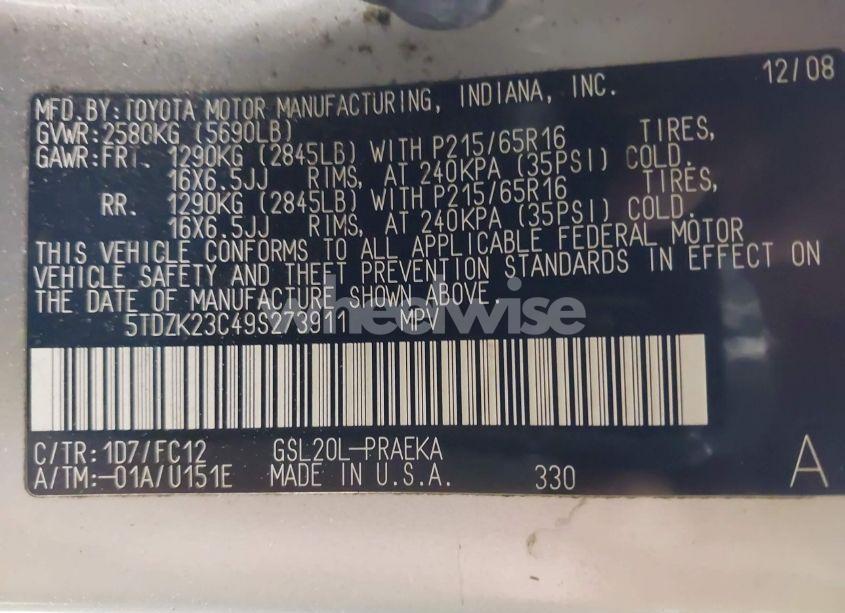 12/08
MFD.BY:TOYOTA MOTOR MANUFACTURING, INDIANA, INC.
GVWR:2580KG (5690LB)
GAWR:FRT. 1290KG (2845LB) WITH P215/65R16 TIRES,
16X6.5JJ RIMS, AT 240KPA (35PSI) COLD.
RR. 1290KG (2845LB) WITH P215/65R16 TIRES,
16X6.5JJ RIMS, AT 240KPA (35PSI) COLD.
THIS VEHICLE CONFORMS TO ALL APPLICABLE FEDERAL MOTOR
VEHICLE SAFETY AND THEFT PREVENTION STANDARDS IN EFFECT ON
THE DATE OF MANUFACTURE SHOWN ABOVE.
wheelwise
5TDZK23C49S273911 MPV
C/TR:1D7/FC12 GSL20L-PRAEKA
A/TM:-01A/U151E MADE IN U.S.A. 330 A